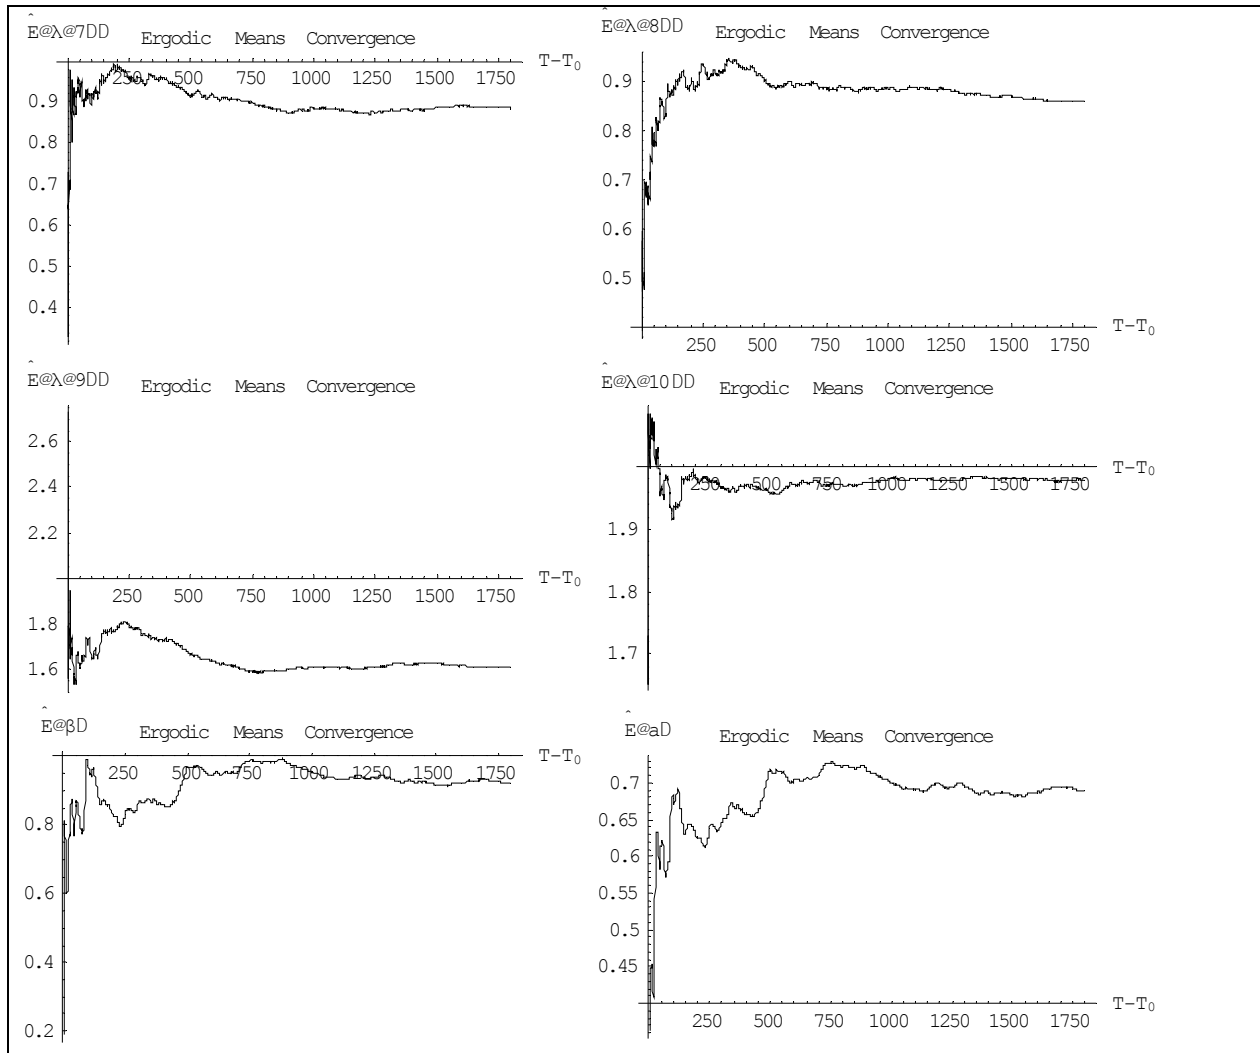 Ê@λ@7DD Ergodic Means Convergence
T-T₀
250 500 750 1000 1250 1500 1750
0.9
0.8
0.7
0.6
0.5
0.4
Ê@λ@8DD Ergodic Means Convergence
0.9
0.8
0.7
0.6
0.5
T-T₀
250 500 750 1000 1250 1500 1750
Ê@λ@9DD Ergodic Means Convergence
2.6
2.4
2.2
T-T₀
250 500 750 1000 1250 1500 1750
1.8
1.6
Ê@λ@10DD Ergodic Means Convergence
T-T₀
250 500 750 1000 1250 1500 1750
1.9
1.8
1.7
Ê@βD Ergodic Means Convergence
T-T₀
250 500 750 1000 1250 1500 1750
0.8
0.6
0.4
0.2
Ê@aD Ergodic Means Convergence
0.7
0.65
0.6
0.55
0.5
0.45
T-T₀
250 500 750 1000 1250 1500 1750